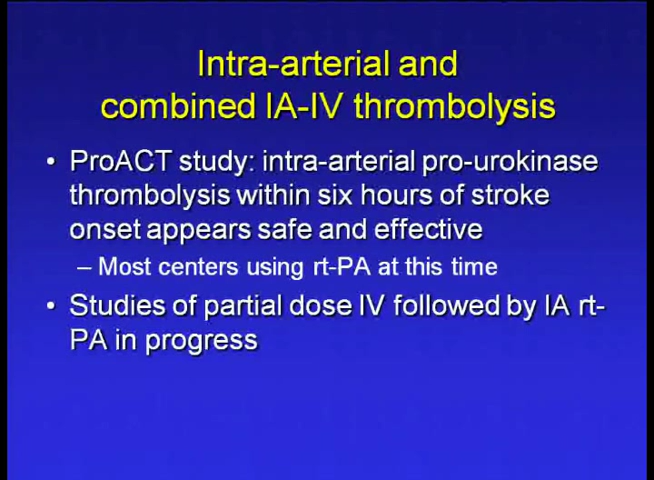 Intra-arterial and
combined IA-IV thrombolysis
• ProACT study: intra-arterial pro-urokinase
thrombolysis within six hours of stroke
onset appears safe and effective
– Most centers using rt-PA at this time
• Studies of partial dose IV followed by IA rt-
PA in progress